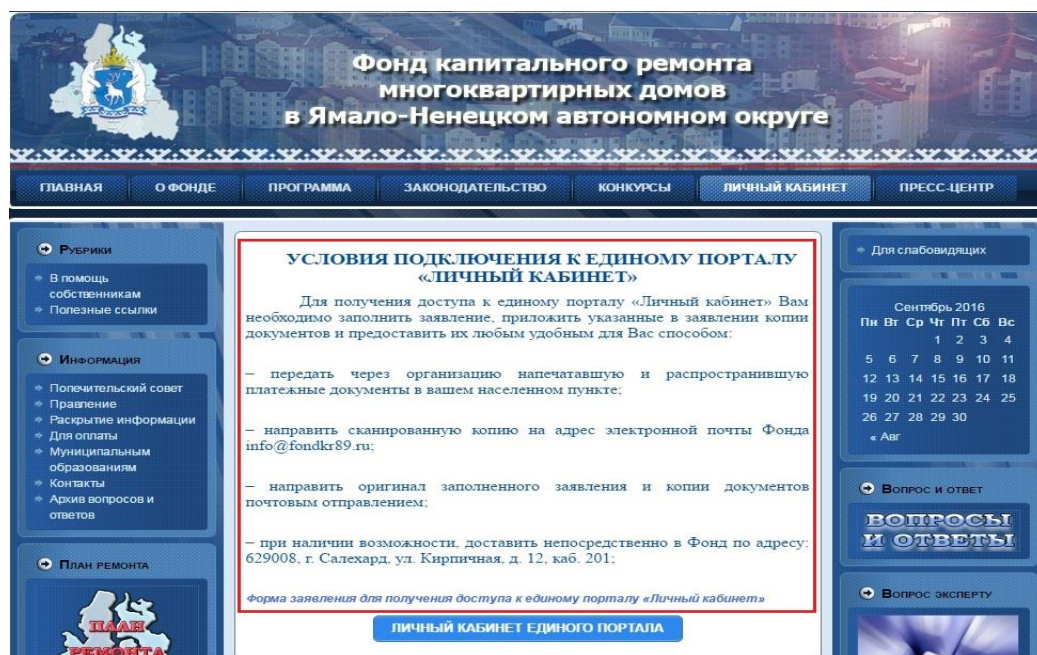 Фонд капитального ремонта
многоквартирных домов
в Ямало-Ненецком автономном округе
ГЛАВНАЯ О ФОНДЕ ПРОГРАММА ЗАКОНОДАТЕЛЬСТВО КОНКУРСЫ ЛИЧНЫЙ КАБИНЕТ ПРЕСС-ЦЕНТР
Рубрики
В помощь
собственникам
Полезные ссылки
Информация
Попечительский совет
Правление
Раскрытие информации
Для оплаты
Муниципальным
образованиям
Контакты
Архив вопросов и
ответов
План ремонта
ПЛАН
РЕМОНТА
УСЛОВИЯ ПОДКЛЮЧЕНИЯ К ЕДИНОМУ ПОРТАЛУ
«ЛИЧНЫЙ КАБИНЕТ»
Для получения доступа к единому порталу «Личный кабинет» Вам
необходимо заполнить заявление, приложить указанные в заявлении копии
документов и предоставить их любым удобным для Вас способом:
– передать через организацию напечатавшую и распространившую
платежные документы в вашем населенном пункте;
– направить сканированную копию на адрес электронной почты Фонда
info@fondkr89.ru;
– направить оригинал заполненного заявления и копии документов
почтовым отправлением;
– при наличии возможности, доставить непосредственно в Фонд по адресу:
629008, г. Салехард, ул. Кирпичная, д. 12, каб. 201;
Форма заявления для получения доступа к единому порталу «Личный кабинет»
ЛИЧНЫЙ КАБИНЕТ ЕДИНОГО ПОРТАЛА
Для слабовидящих
Сентябрь 2016
Пн Вт Ср Чт Пт Сб Вс
1 2 3 4
5 6 7 8 9 10 11
12 13 14 15 16 17 18
19 20 21 22 23 24 25
26 27 28 29 30
« Авг
Вопрос и ответ
ВОПРОСЫ
И ОТВЕТЫ
Вопрос эксперту